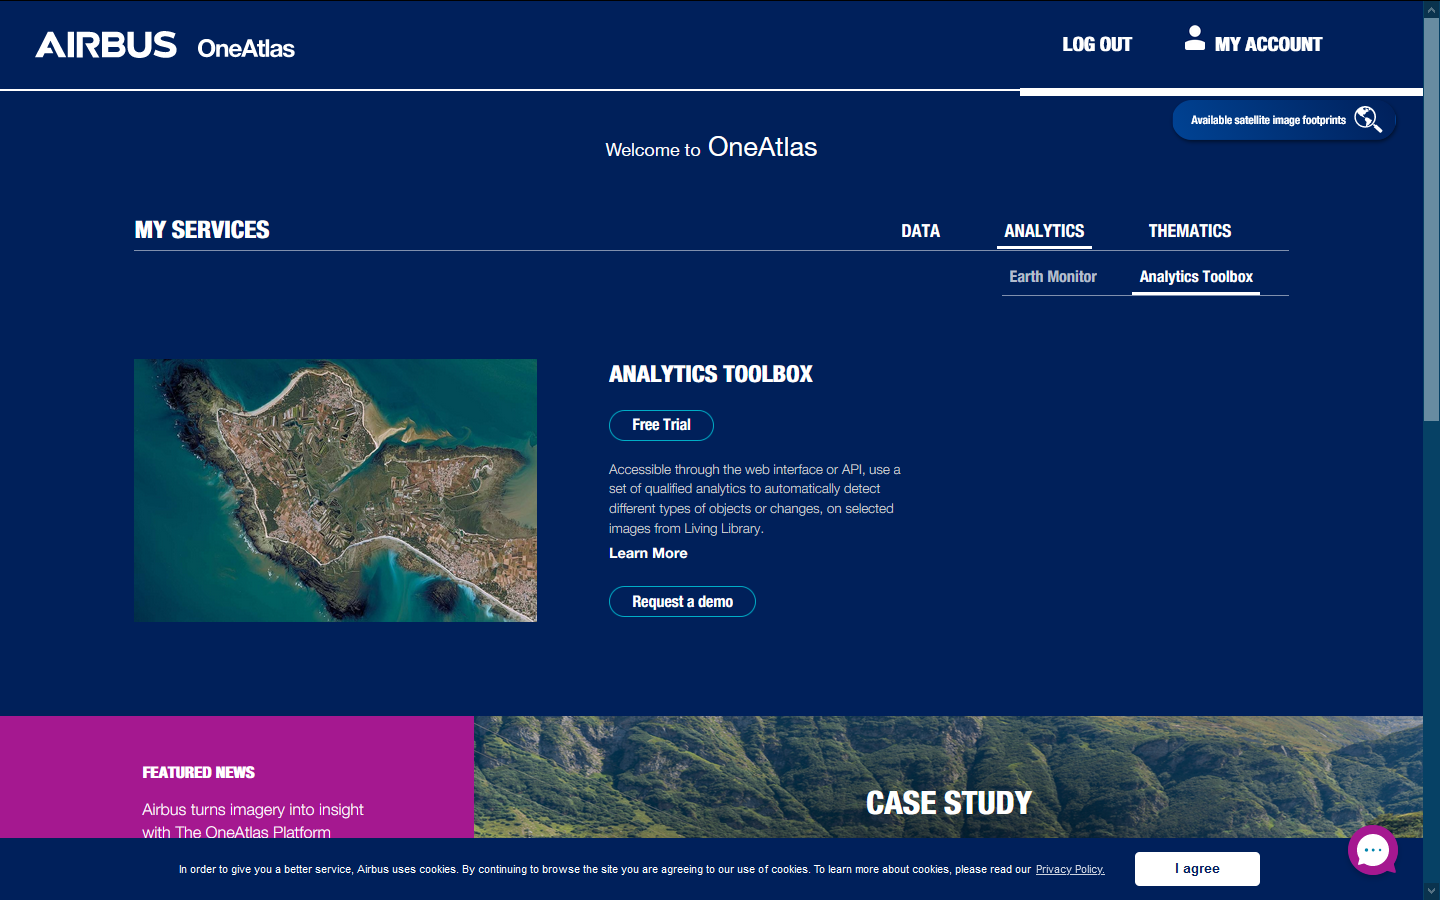 AIRBUS OneAtlas
LOG OUT
MY ACCOUNT
Available satellite image footprints
Welcome to OneAtlas
MY SERVICES
DATA
ANALYTICS
THEMATICS
Earth Monitor
Analytics Toolbox
ANALYTICS TOOLBOX
Free Trial
Accessible through the web interface or API, use a
set of qualified analytics to automatically detect
different types of objects or changes, on selected
images from Living Library.
Learn More
Request a demo
FEATURED NEWS
Airbus turns imagery into insight
with The OneAtlas Platform
CASE STUDY
In order to give you a better service, Airbus uses cookies. By continuing to browse the site you are agreeing to our use of cookies. To learn more about cookies, please read our Privacy Policy.
I agree